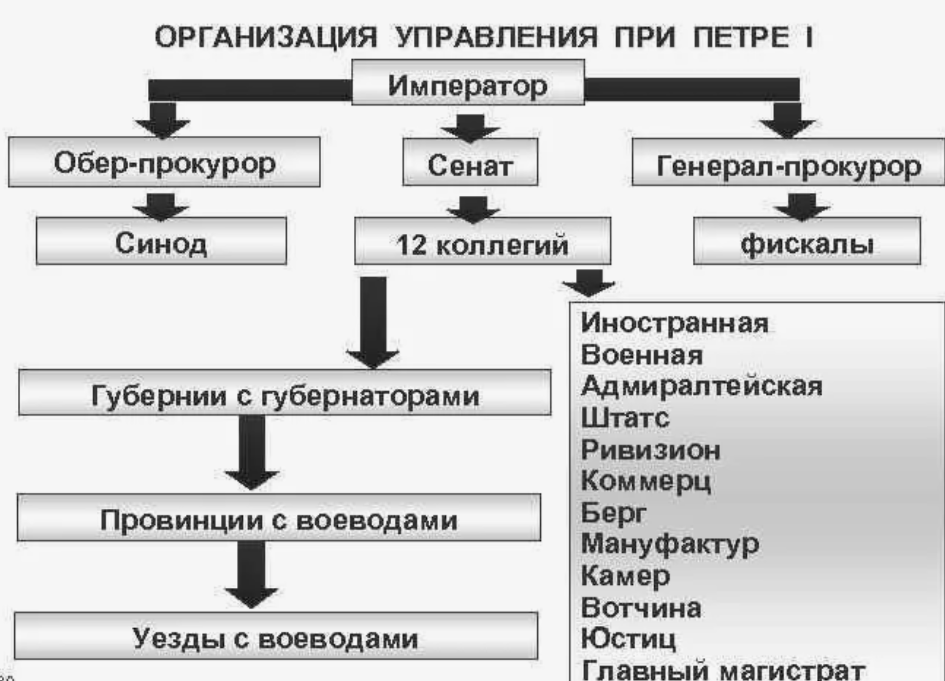 ОРГАНИЗАЦИЯ УПРАВЛЕНИЯ ПРИ ПЕТРЕ I
Император
Обер-прокурор
Сенат
Генерал-прокурор
Синод
12 коллегий
фискалы
Иностранная
Военная
Адмиралтейская
Штатс
Ривизион
Коммерц
Берг
Мануфактур
Камер
Вотчина
Юстиц
Главный магистрат
Губернии с губернаторами
Провинции с воеводами
Уезды с воеводами